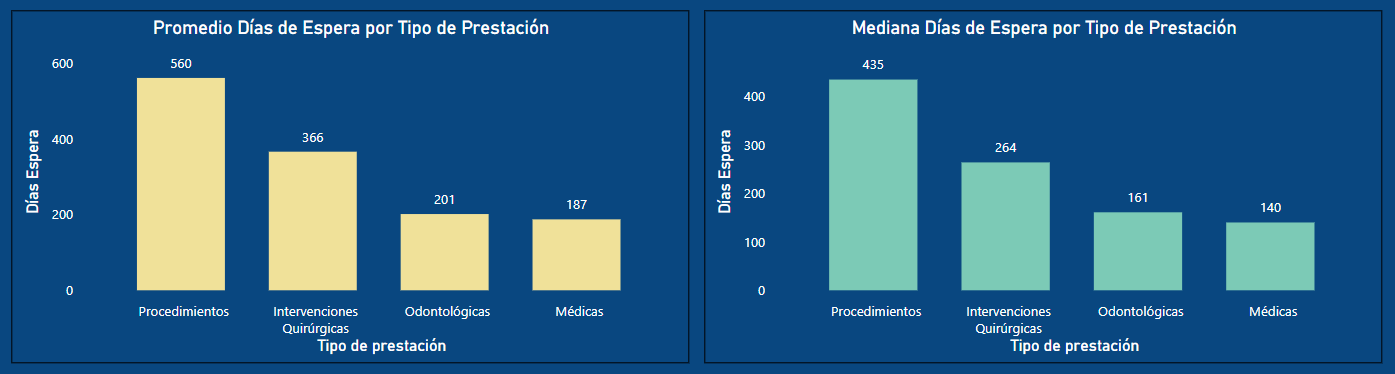 Promedio Días de Espera por Tipo de Prestación
600
400
200
0
Días Espera
560
366
201
187
Procedimientos
Intervenciones
Quirúrgicas
Odontológicas
Médicas
Tipo de prestación
Mediana Días de Espera por Tipo de Prestación
400
300
200
100
0
Días Espera
435
264
161
140
Procedimientos
Intervenciones
Quirúrgicas
Odontológicas
Médicas
Tipo de prestación